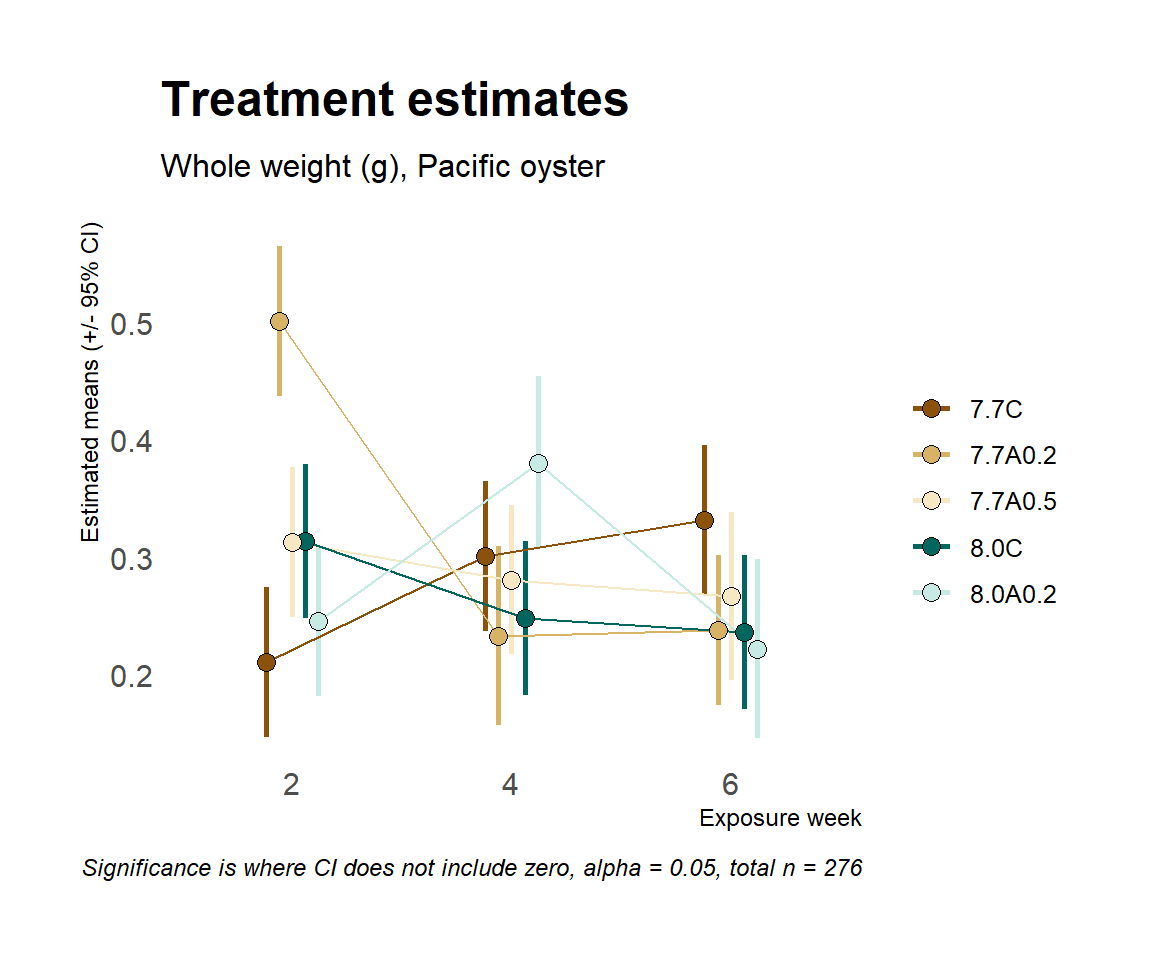 Treatment estimates
Whole weight (g), Pacific oyster
Estimated means (+/- 95% CI)
0.5
0.4
0.3
0.2
2 4 6
Exposure week
7.7C
7.7A0.2
7.7A0.5
8.0C
8.0A0.2
Significance is where CI does not include zero, alpha = 0.05, total n = 276